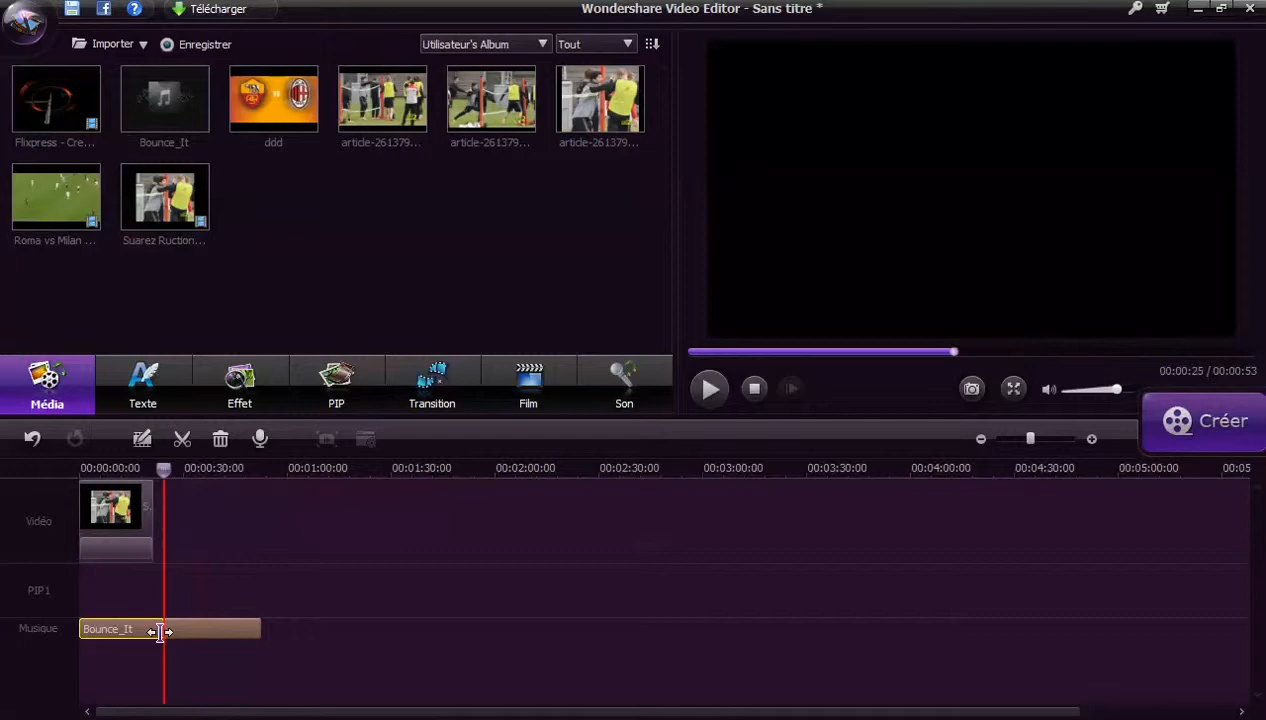 Télécharger
Wondershare Video Editor - Sans titre *
Importer
Enregistrer
Utilisateur's Album
Tout
Flixpress - Cre...
Bounce_It
ddd
article-261379...
article-261379...
article-261379...
Roma vs Milan ...
Suarez Ruction...
00:00:25 / 00:00:53
Média
Texte
Effet
PIP
Transition
Film
Son
Créer
00:00:00:00
00:00:30:00
00:01:00:00
00:01:30:00
00:02:00:00
00:02:30:00
00:03:00:00
00:03:30:00
00:04:00:00
00:04:30:00
00:05:00:00
00:05
S.
Vidéo
PIP1
Musique
Bounce_It